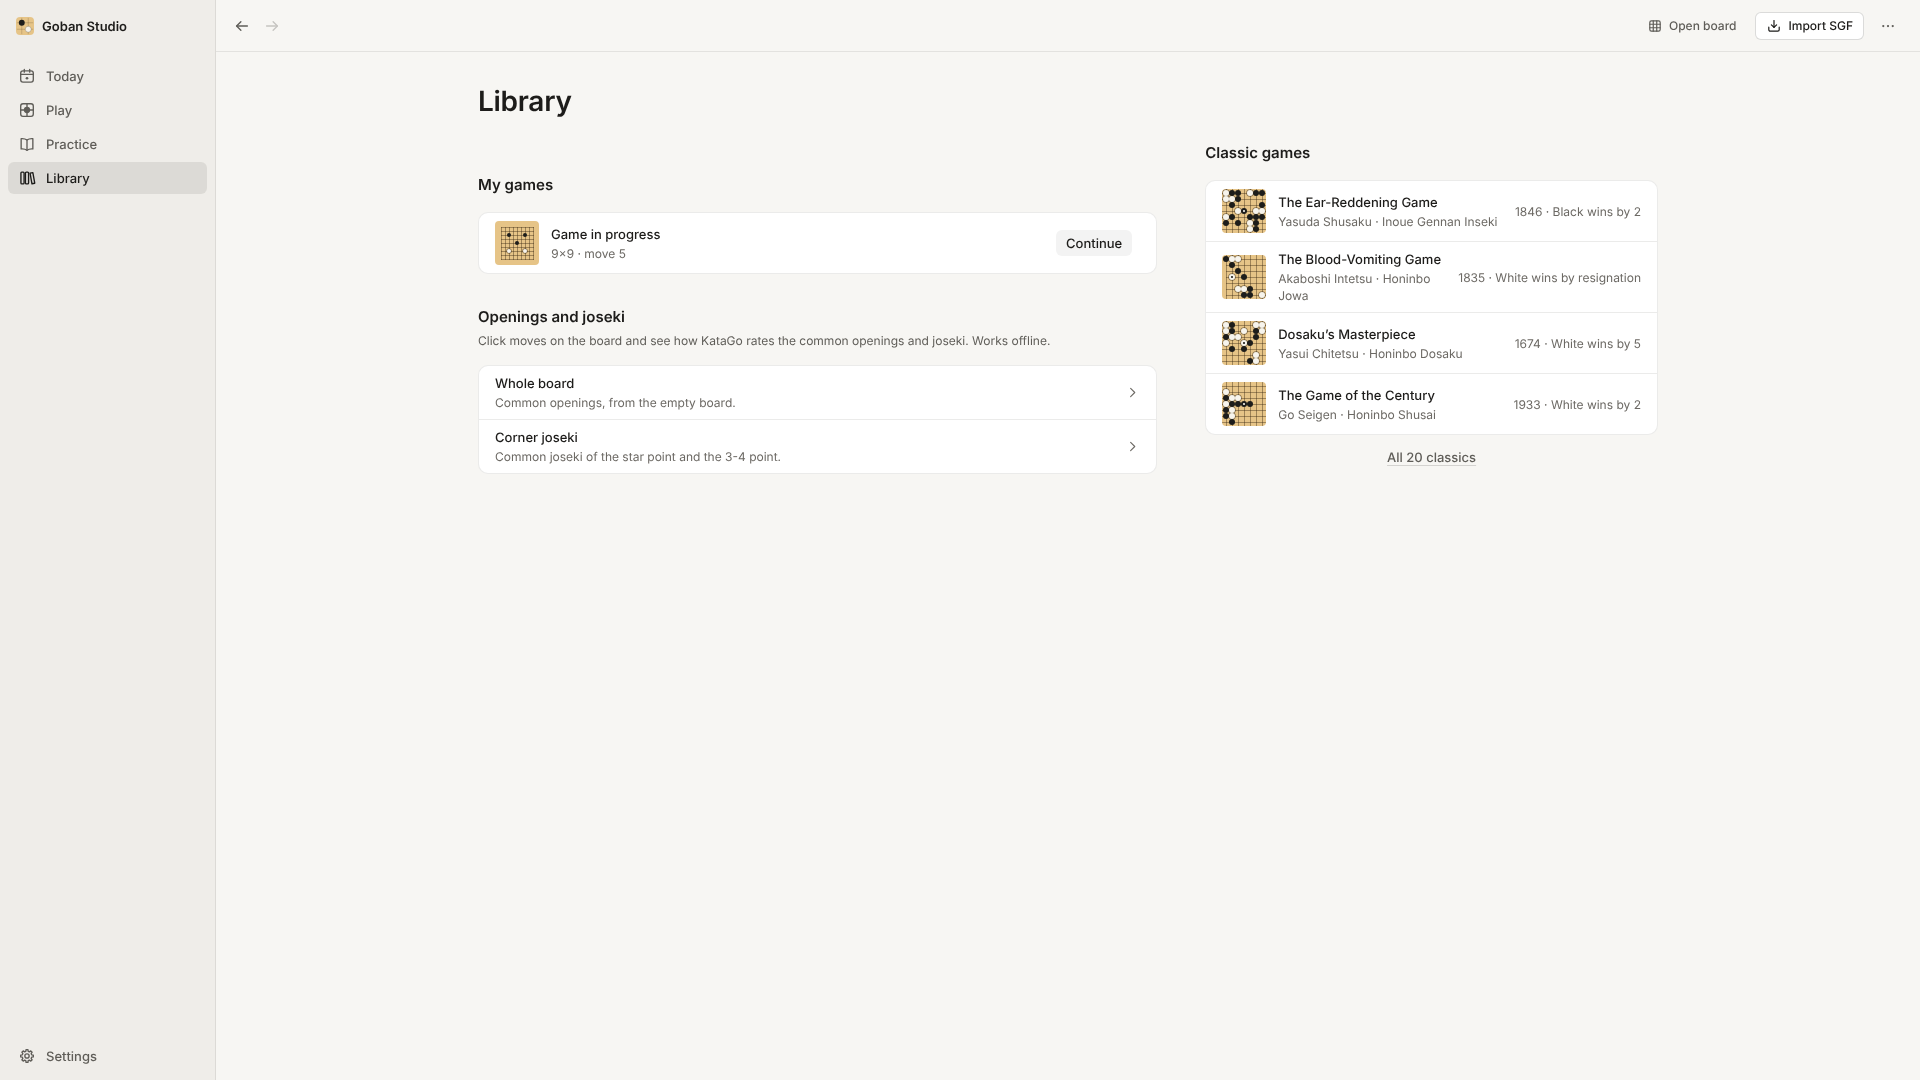 Goban Studio
Today
Play
Practice
Library
Settings
Open board
Import SGF
Library
My games
Game in progress
9×9 · move 5
Continue
Openings and joseki
Click moves on the board and see how KataGo rates the common openings and joseki. Works offline.
Whole board
Common openings, from the empty board.
Corner joseki
Common joseki of the star point and the 3-4 point.
Classic games
The Ear-Reddening Game
Yasuda Shusaku · Inoue Gennan Inseki
1846 · Black wins by 2
The Blood-Vomiting Game
Akaboshi Intetsu · Honinbo
Jowa
1835 · White wins by resignation
Dosaku’s Masterpiece
Yasui Chitetsu · Honinbo Dosaku
1674 · White wins by 5
The Game of the Century
Go Seigen · Honinbo Shusai
1933 · White wins by 2
All 20 classics